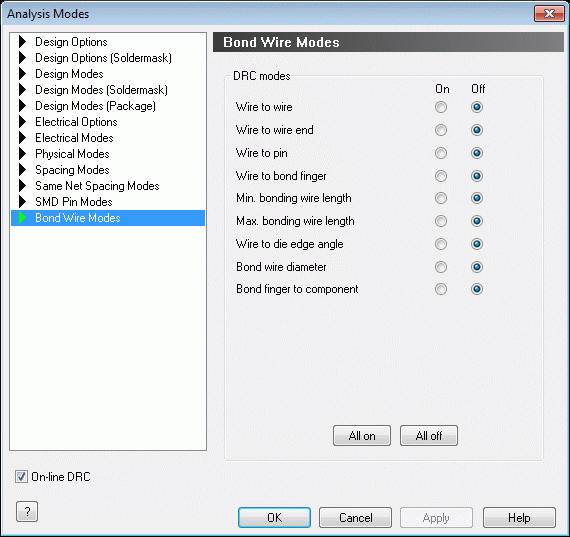 Analysis Modes
Design Options
Design Options (Soldermask)
Design Modes
Design Modes (Soldermask)
Design Modes (Package)
Electrical Options
Electrical Modes
Physical Modes
Spacing Modes
Same Net Spacing Modes
SMD Pin Modes
Bond Wire Modes
On-line DRC
?
Bond Wire Modes
DRC modes
On Off
Wire to wire
Wire to wire end
Wire to pin
Wire to bond finger
Min. bonding wire length
Max. bonding wire length
Wire to die edge angle
Bond wire diameter
Bond finger to component
All on All off
OK Cancel Apply Help